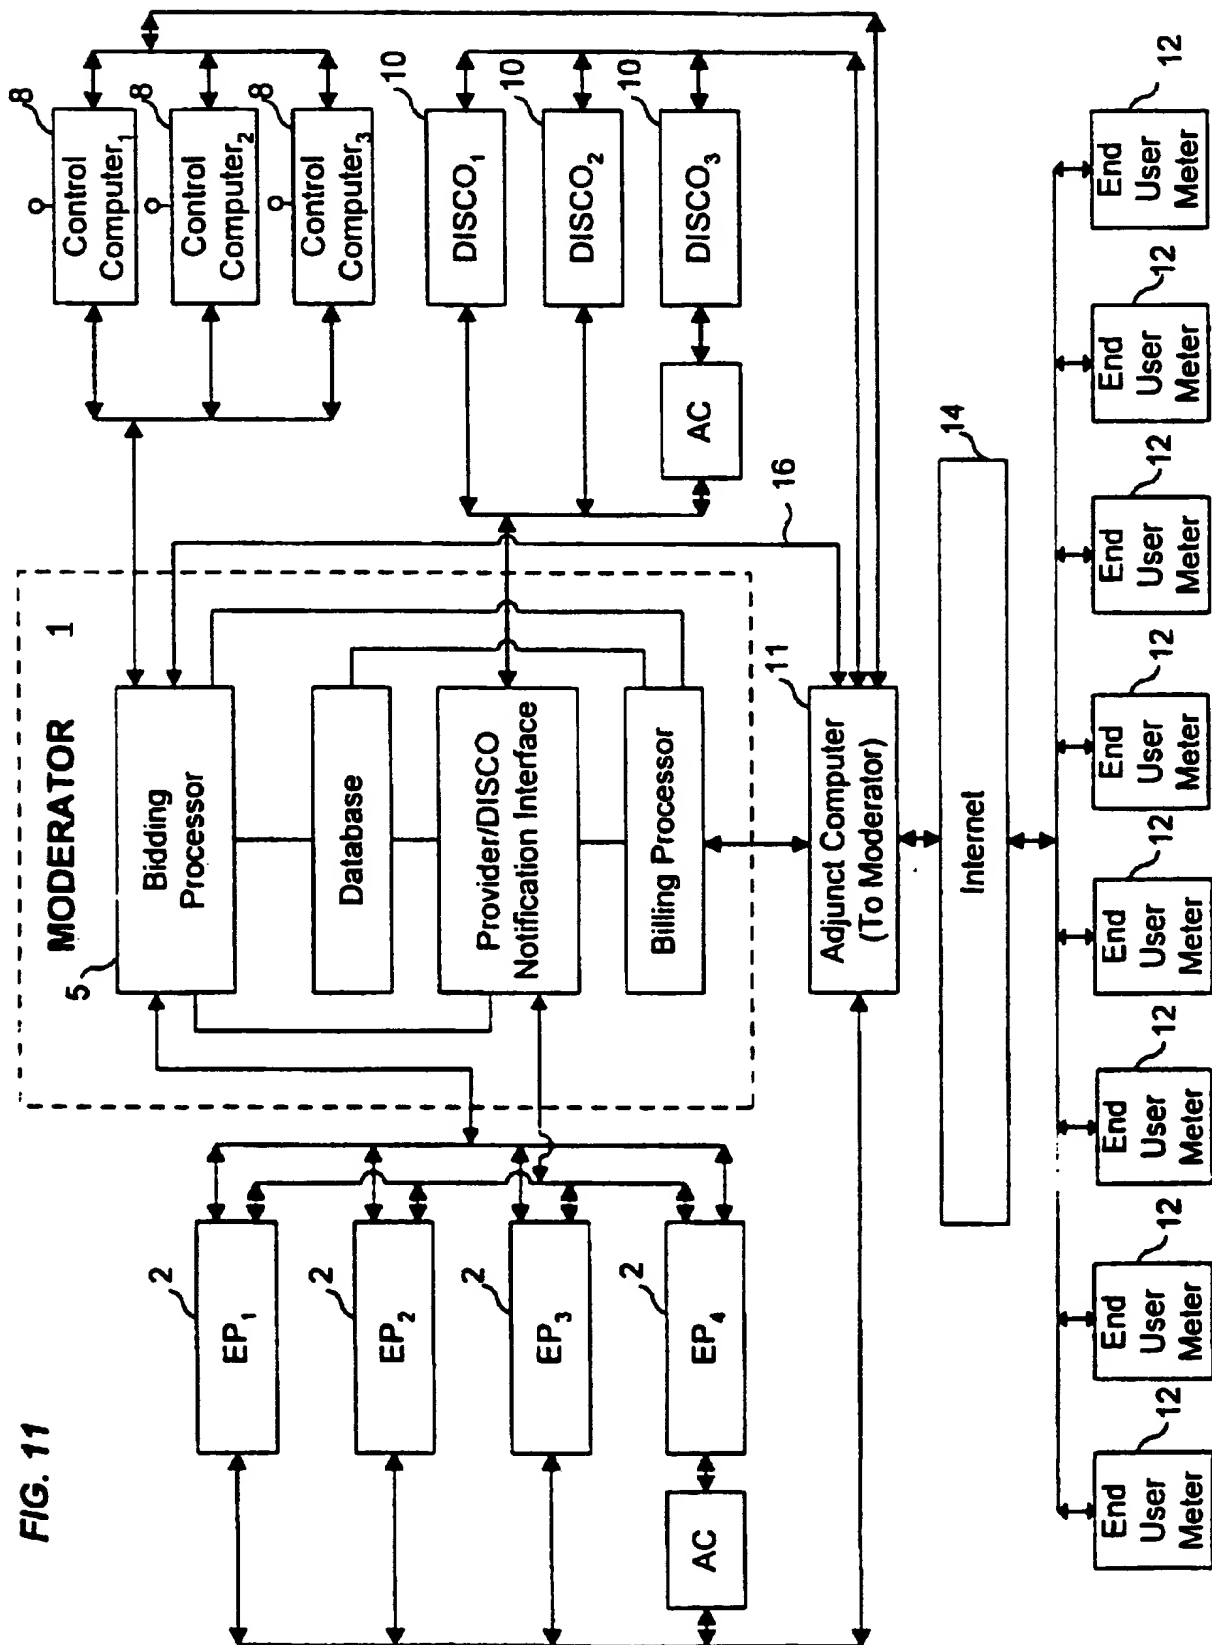 FIG. 11
MODERATOR
1
5
Bidding
Processor
Database
Provider/DISCO
Notification Interface
Billing Processor
2
EP1
2
EP2
2
EP3
2
EP4
AC
8
Control
Computer1
8
Control
Computer2
8
Control
Computer3
10
DISCO1
10
DISCO2
10
DISCO3
AC
16
11
Adjunct Computer
(To Moderator)
14
Internet
12
End
User
Meter
12
End
User
Meter
12
End
User
Meter
12
End
User
Meter
12
End
User
Meter
12
End
User
Meter
12
End
User
Meter
12
End
User
Meter